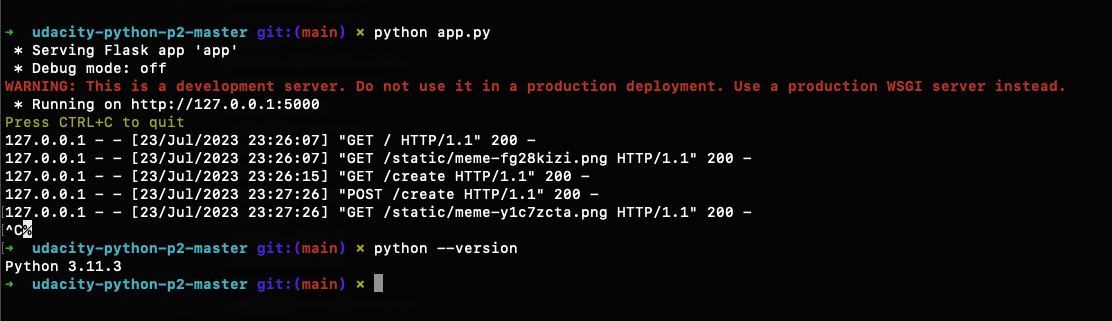 ➜  udacity-python-p2-master git:(main) ✗ python app.py
 * Serving Flask app 'app'
 * Debug mode: off
WARNING: This is a development server. Do not use it in a production deployment. Use a production WSGI server instead.
 * Running on http://127.0.0.1:5000
Press CTRL+C to quit
127.0.0.1 - - [23/Jul/2023 23:26:07] "GET / HTTP/1.1" 200 -
127.0.0.1 - - [23/Jul/2023 23:26:07] "GET /static/meme-fg28kizi.png HTTP/1.1" 200 -
127.0.0.1 - - [23/Jul/2023 23:26:15] "GET /create HTTP/1.1" 200 -
127.0.0.1 - - [23/Jul/2023 23:27:26] "POST /create HTTP/1.1" 200 -
127.0.0.1 - - [23/Jul/2023 23:27:26] "GET /static/meme-y1c7zcta.png HTTP/1.1" 200 -
^C%
➜  udacity-python-p2-master git:(main) ✗ python --version
Python 3.11.3
➜  udacity-python-p2-master git:(main) ✗